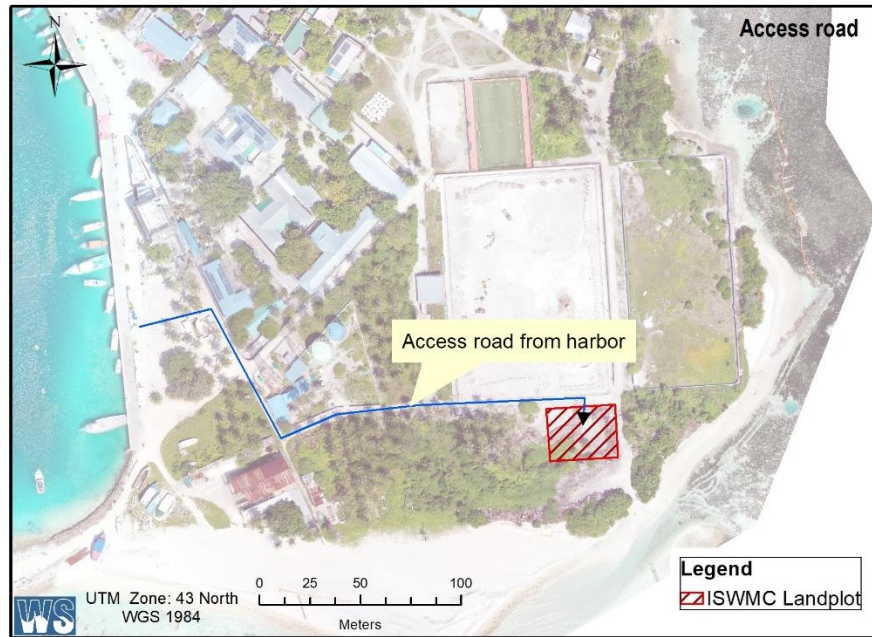 Access road
N
Access road from harbor
UTM Zone: 43 North
WGS 1984
0 25 50 100
Meters
Legend
ISWMC Landplot
WS